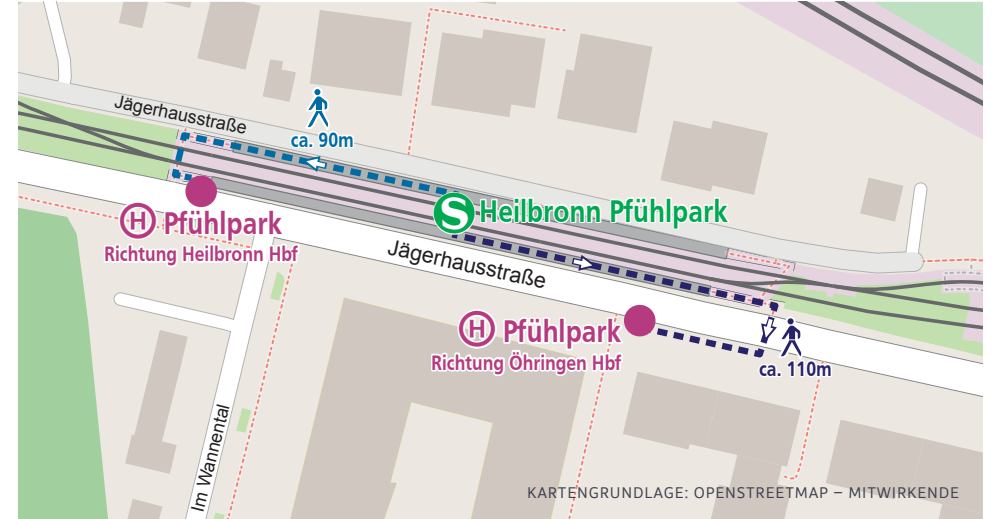 Jägerhausstraße
ca. 90m
S Heilbronn Pfühlpark
H Pfühlpark
Richtung Heilbronn Hbf
Jägerhausstraße
H Pfühlpark
Richtung Öhringen Hbf
ca. 110m
Im Wannental
KARTENGRUNDLAGE: OPENSTREETMAP – MITWIRKENDE